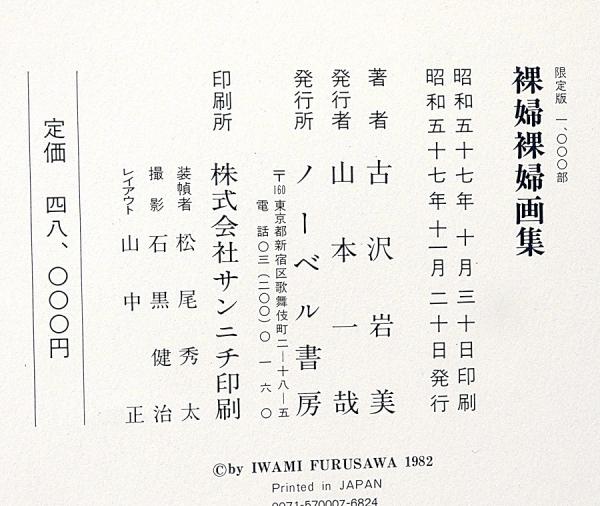 限定版 一、〇〇〇部
裸婦裸婦画集
昭和五十七年 十月 三十日印刷
昭和五十七年十一月 二十日発行
著者 古沢岩美
発行者 山本一哉
発行所 ノーベル書房
〒160 東京都新宿区歌舞伎町二―十八―五
電話〇三(二〇〇)〇一六〇
印刷所 株式会社サンニチ印刷
装幀者 松尾秀太
撮影 石黒健治
レイアウト 山中正
定価 四八、〇〇〇円
©by IWAMI FURUSAWA 1982
Printed in JAPAN
0071-570007-6824